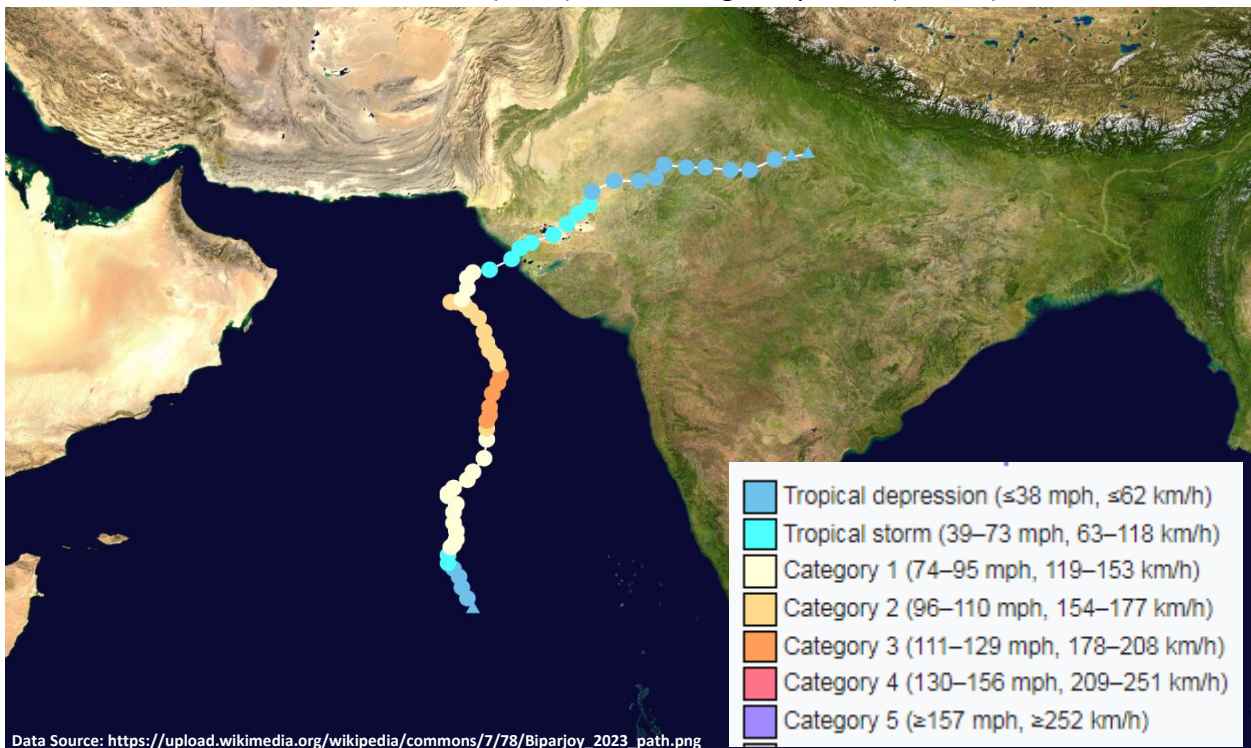 Tropical depression (≤38 mph, ≤62 km/h)
Tropical storm (39–73 mph, 63–118 km/h)
Category 1 (74–95 mph, 119–153 km/h)
Category 2 (96–110 mph, 154–177 km/h)
Category 3 (111–129 mph, 178–208 km/h)
Category 4 (130–156 mph, 209–251 km/h)
Category 5 (≥157 mph, ≥252 km/h)
Data Source: https://upload.wikimedia.org/wikipedia/commons/7/78/Biparjoy_2023_path.png